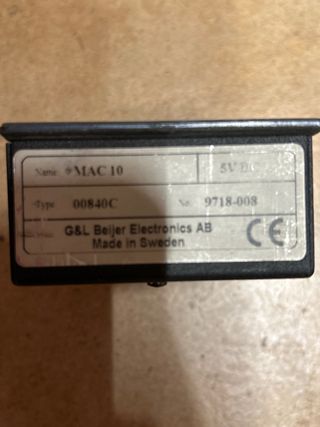 Name MAC 10 5V DC
Type 00840C No. 9718-008
G&L Beijer Electronics AB
Made in Sweden CE